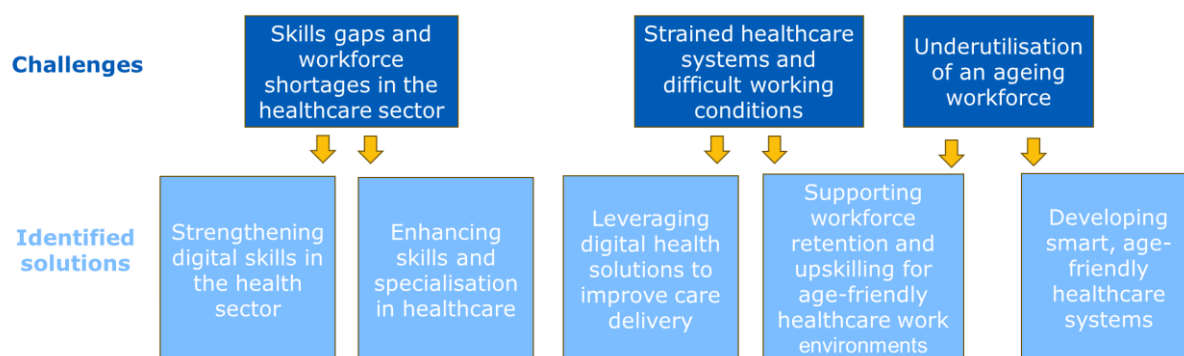 Challenges
Skills gaps and
workforce
shortages in the
healthcare sector
Strained healthcare
systems and
difficult working
conditions
Underutilisation
of an ageing
workforce
Identified
solutions
Strengthening
digital skills in
the health
sector
Enhancing
skills and
specialisation
in healthcare
Leveraging
digital health
solutions to
improve care
delivery
Supporting
workforce
retention and
upskilling for
age-friendly
healthcare work
environments
Developing
smart, age-
friendly
healthcare
systems